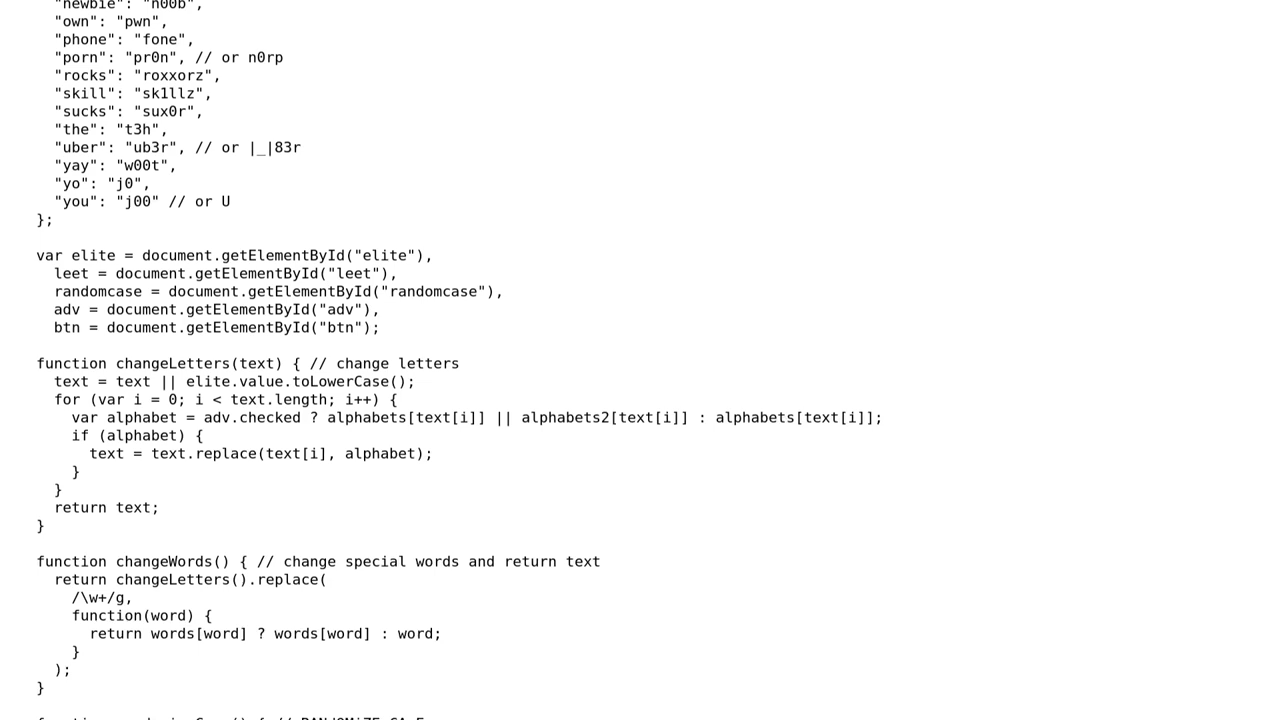 "newbie": "n00b",
"own": "pwn",
"phone": "fone",
"porn": "pr0n", // or n0rp
"rocks": "roxxorz",
"skill": "sk1llz",
"sucks": "sux0r",
"the": "t3h",
"uber": "ub3r", // or |_|83r
"yay": "w00t",
"yo": "j0",
"you": "j00" // or U
};
var elite = document.getElementById("elite"),
leet = document.getElementById("leet"),
randomcase = document.getElementById("randomcase"),
adv = document.getElementById("adv"),
btn = document.getElementById("btn");
function changeLetters(text) { // change letters
text = text || elite.value.toLowerCase();
for (var i = 0; i < text.length; i++) {
var alphabet = adv.checked ? alphabets[text[i]] || alphabets2[text[i]] : alphabets[text[i]];
if (alphabet) {
text = text.replace(text[i], alphabet);
}
}
return text;
}
function changeWords() { // change special words and return text
return changeLetters().replace(
/\w+/g,
function(word) {
return words[word] ? words[word] : word;
}
);
}